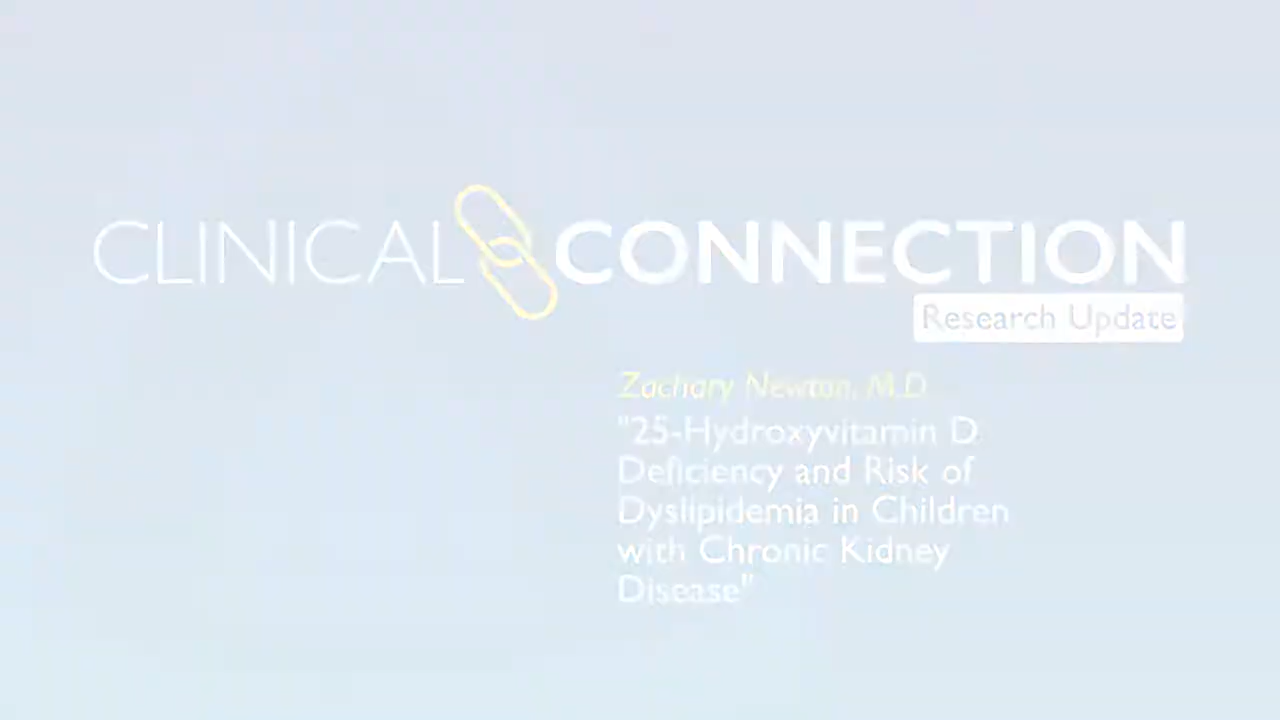 CLINICAL CONNECTION
Research Update
Zachary Newton, M.D.
"25-Hydroxyvitamin D
Deficiency and Risk of
Dyslipidemia in Children
with Chronic Kidney
Disease"